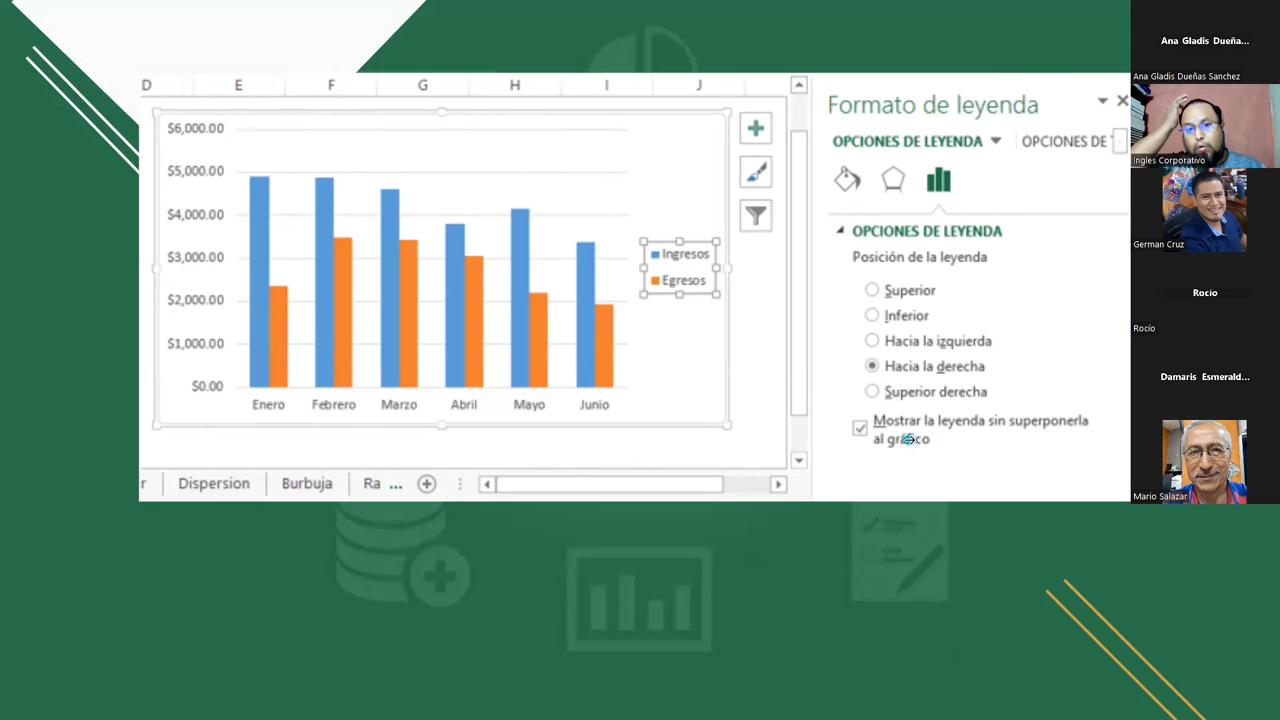 D E F G H I J
$6,000.00
$5,000.00
$4,000.00
$3,000.00
$2,000.00
$1,000.00
$0.00
Enero Febrero Marzo Abril Mayo Junio
Ingresos
Egresos
r Dispersion Burbuja Ra ...
Formato de leyenda
OPCIONES DE LEYENDA OPCIONES DE
OPCIONES DE LEYENDA
Posición de la leyenda
Superior
Inferior
Hacia la izquierda
Hacia la derecha
Superior derecha
Mostrar la leyenda sin superponerla
al gráfico
Ana Gladis Dueña...
Ana Gladis Dueñas Sanchez
Ingles Corporativo
German Cruz
Rocío
Rocío
Damaris Esmerald...
Mario Salazar